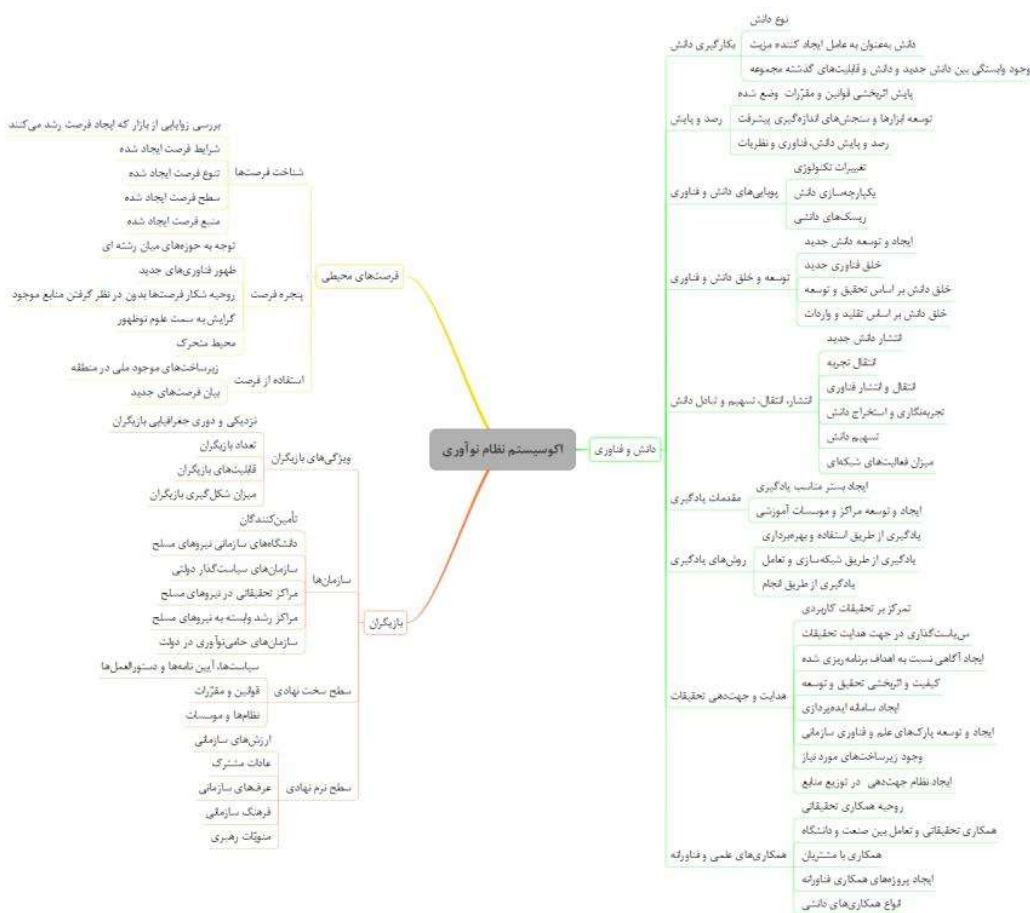 اکوسیستم نظام نوآوری
دانش و فناوری
بکارگیری دانش
نوع دانش
دانش به‌عنوان به عامل ایجاد کننده مزیت
وجود وابستگی بین دانش جدید و دانش و قابلیت‌های گذشته مجموعه
رصد و پایش
پایش اثربخشی قوانین و مقرّرات وضع شده
توسعه ابزارها و سنجش‌های اندازه‌گیری پیشرفت
رصد و پایش دانش، فناوری و نظریات
پویایی‌های دانش و فناوری
تغییرات تکنولوژی
یکپارچه‌سازی دانش
ریسک‌های دانشی
توسعه و خلق دانش و فناوری
ایجاد و توسعه دانش جدید
خلق فناوری جدید
خلق دانش بر اساس تحقیق و توسعه
خلق دانش بر اساس تقلید و واردات
انتشار، انتقال، تسهیم و تبادل دانش
انتشار دانش جدید
انتقال تجربه
انتقال و انتشار فناوری
تجربه‌نگاری و استخراج دانش
تسهیم دانش
میزان فعالیت‌های شبکه‌ای
مقدمات یادگیری
ایجاد بستر مناسب یادگیری
ایجاد و توسعه مراکز و موسسات آموزشی
روش‌های یادگیری
یادگیری از طریق استفاده و بهره‌برداری
یادگیری از طریق شبکه‌سازی و تعامل
یادگیری از طریق انجام
هدایت و جهت‌دهی تحقیقات
تمرکز بر تحقیقات کاربردی
س‌یاست‌گذاری در جهت هدایت تحقیقات
ایجاد آگاهی نسبت به اهداف برنامه‌ریزی شده
کیفیت و اثربخشی تحقیق و توسعه
ایجاد سامانه ایده‌پردازی
ایجاد و توسعه پارک‌های علم و فناوری سازمانی
وجود زیرساخت‌های مورد نیاز
ایجاد نظام جهت‌دهی در توزیع منابع
همکاری‌های علمی و فناورانه
روحیه همکاری تحقیقاتی
همکاری تحقیقاتی و تعامل بین صنعت و دانشگاه
همکاری با مشتریان
ایجاد پروژه‌های همکاری فناورانه
انواع همکاری‌های دانشی
فرصت‌های محیطی
شناخت فرصت‌ها
بررسی زوایایی از بازار که ایجاد فرصت رشد می‌کنند
شرایط فرصت ایجاد شده
تنوع فرصت ایجاد شده
سطح فرصت ایجاد شده
منبع فرصت ایجاد شده
پنجره فرصت
توجه به حوزه‌های میان رشته ای
ظهور فناوری‌های جدید
روحیه شکار فرصت‌ها بدون در نظر گرفتن منابع موجود
گرایش به سمت علوم نوظهور
محیط متحرک
استفاده از فرصت
زیرساخت‌های موجود ملی در منطقه
بیان فرصت‌های جدید
بازیگران
ویژگی‌های بازیگران
نزدیکی و دوری جغرافیایی بازیگران
تعداد بازیگران
قابلیت‌های بازیگران
میزان شکل‌گیری بازیگران
سازمان‌ها
تأمین‌کنندگان
دانشگاه‌های سازمانی نیروهای مسلح
سازمان‌های سیاست‌گذار دولتی
مراکز تحقیقاتی در نیروهای مسلح
مراکز رشد وابسته به نیروهای مسلح
سازمان‌های حامی‌نوآوری در دولت
سطح سخت نهادی
سیاست‌ها، آیین نامه‌ها و دستورالعمل‌ها
قوانین و مقرّرات
نظام‌ها و موسسات
سطح نرم نهادی
ارزش‌های سازمانی
عادات مشترک
عرف‌های سازمانی
فرهنگ سازمانی
منویّات رهبری